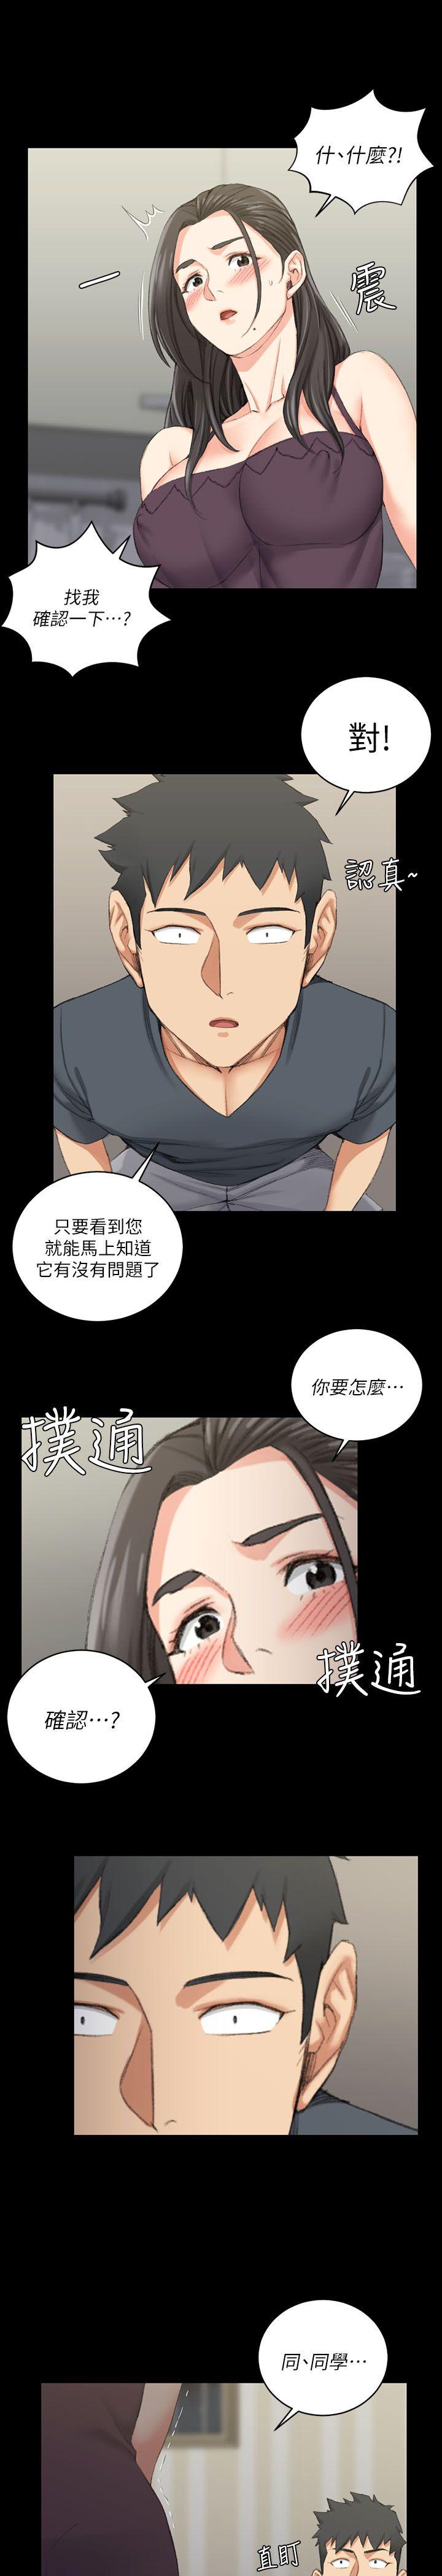 什、什麼?!
震
找我
確認一下…?
對!
認真~
只要看到您
就能馬上知道
它有沒有問題了
你要怎麼…
撲通
撲通
確認…?
同、同學…
直盯